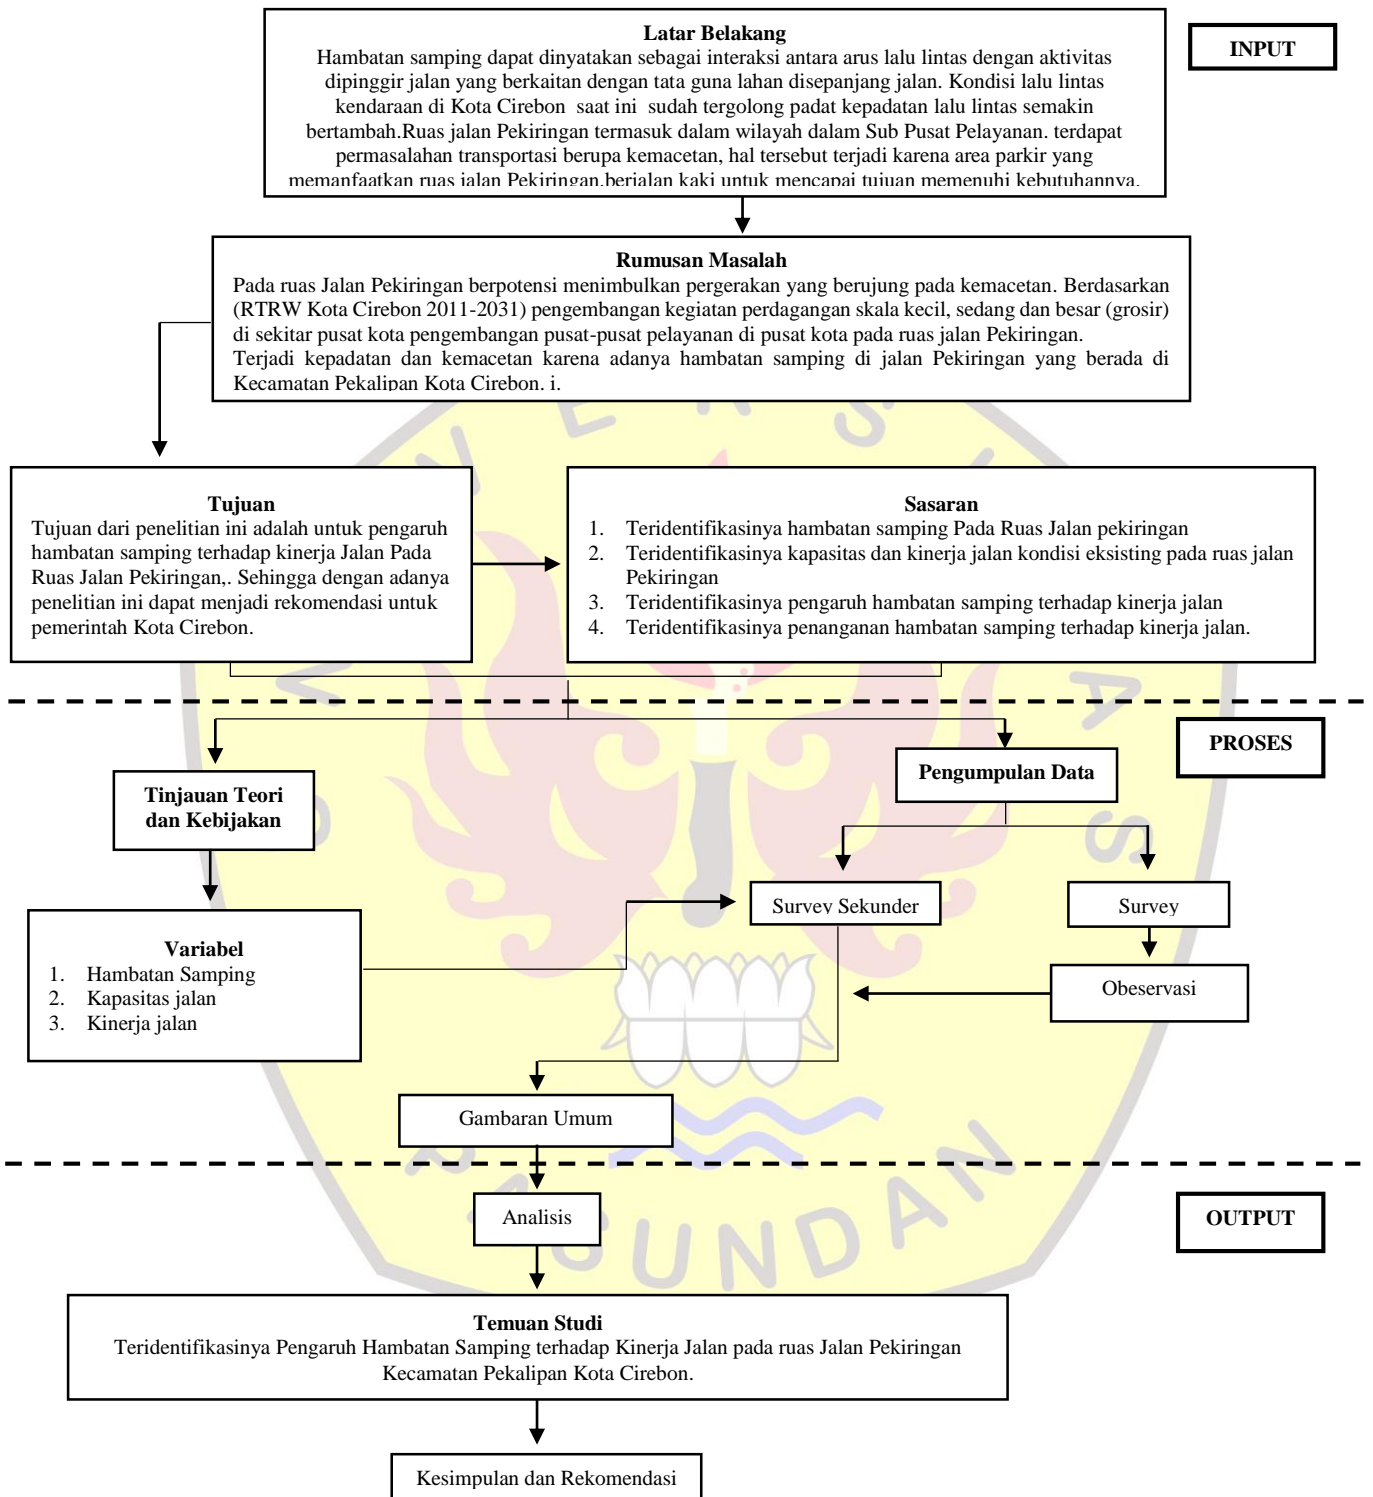 Latar Belakang
Hambatan samping dapat dinyatakan sebagai interaksi antara arus lalu lintas dengan aktivitas
dipinggir jalan yang berkaitan dengan tata guna lahan disepanjang jalan. Kondisi lalu lintas
kendaraan di Kota Cirebon saat ini sudah tergolong padat kepadatan lalu lintas semakin
bertambah.Ruas jalan Pekiringan termasuk dalam wilayah dalam Sub Pusat Pelayanan. terdapat
permasalahan transportasi berupa kemacetan, hal tersebut terjadi karena area parkir yang
memanfaatkan ruas jalan Pekiringan.berjalan kaki untuk mencapai tujuan memenuhi kebutuhannya.
INPUT
Rumusan Masalah
Pada ruas Jalan Pekiringan berpotensi menimbulkan pergerakan yang berujung pada kemacetan. Berdasarkan
(RTRW Kota Cirebon 2011-2031) pengembangan kegiatan perdagangan skala kecil, sedang dan besar (grosir)
di sekitar pusat kota pengembangan pusat-pusat pelayanan di pusat kota pada ruas jalan Pekiringan.
Terjadi kepadatan dan kemacetan karena adanya hambatan samping di jalan Pekiringan yang berada di
Kecamatan Pekalipan Kota Cirebon. i.
Tujuan
Tujuan dari penelitian ini adalah untuk pengaruh
hambatan samping terhadap kinerja Jalan Pada
Ruas Jalan Pekiringan,. Sehingga dengan adanya
penelitian ini dapat menjadi rekomendasi untuk
pemerintah Kota Cirebon.
Sasaran
1. Teridentifikasinya hambatan samping Pada Ruas Jalan pekiringan
2. Teridentifikasinya kapasitas dan kinerja jalan kondisi eksisting pada ruas jalan
Pekiringan
3. Teridentifikasinya pengaruh hambatan samping terhadap kinerja jalan
4. Teridentifikasinya penanganan hambatan samping terhadap kinerja jalan.
PROSES
Tinjauan Teori
dan Kebijakan
Pengumpulan Data
Survey Sekunder
Survey
Variabel
1. Hambatan Samping
2. Kapasitas jalan
3. Kinerja jalan
Obeservasi
Gambaran Umum
Analisis
OUTPUT
Temuan Studi
Teridentifikasinya Pengaruh Hambatan Samping terhadap Kinerja Jalan pada ruas Jalan Pekiringan
Kecamatan Pekalipan Kota Cirebon.
Kesimpulan dan Rekomendasi
PASUNDAN